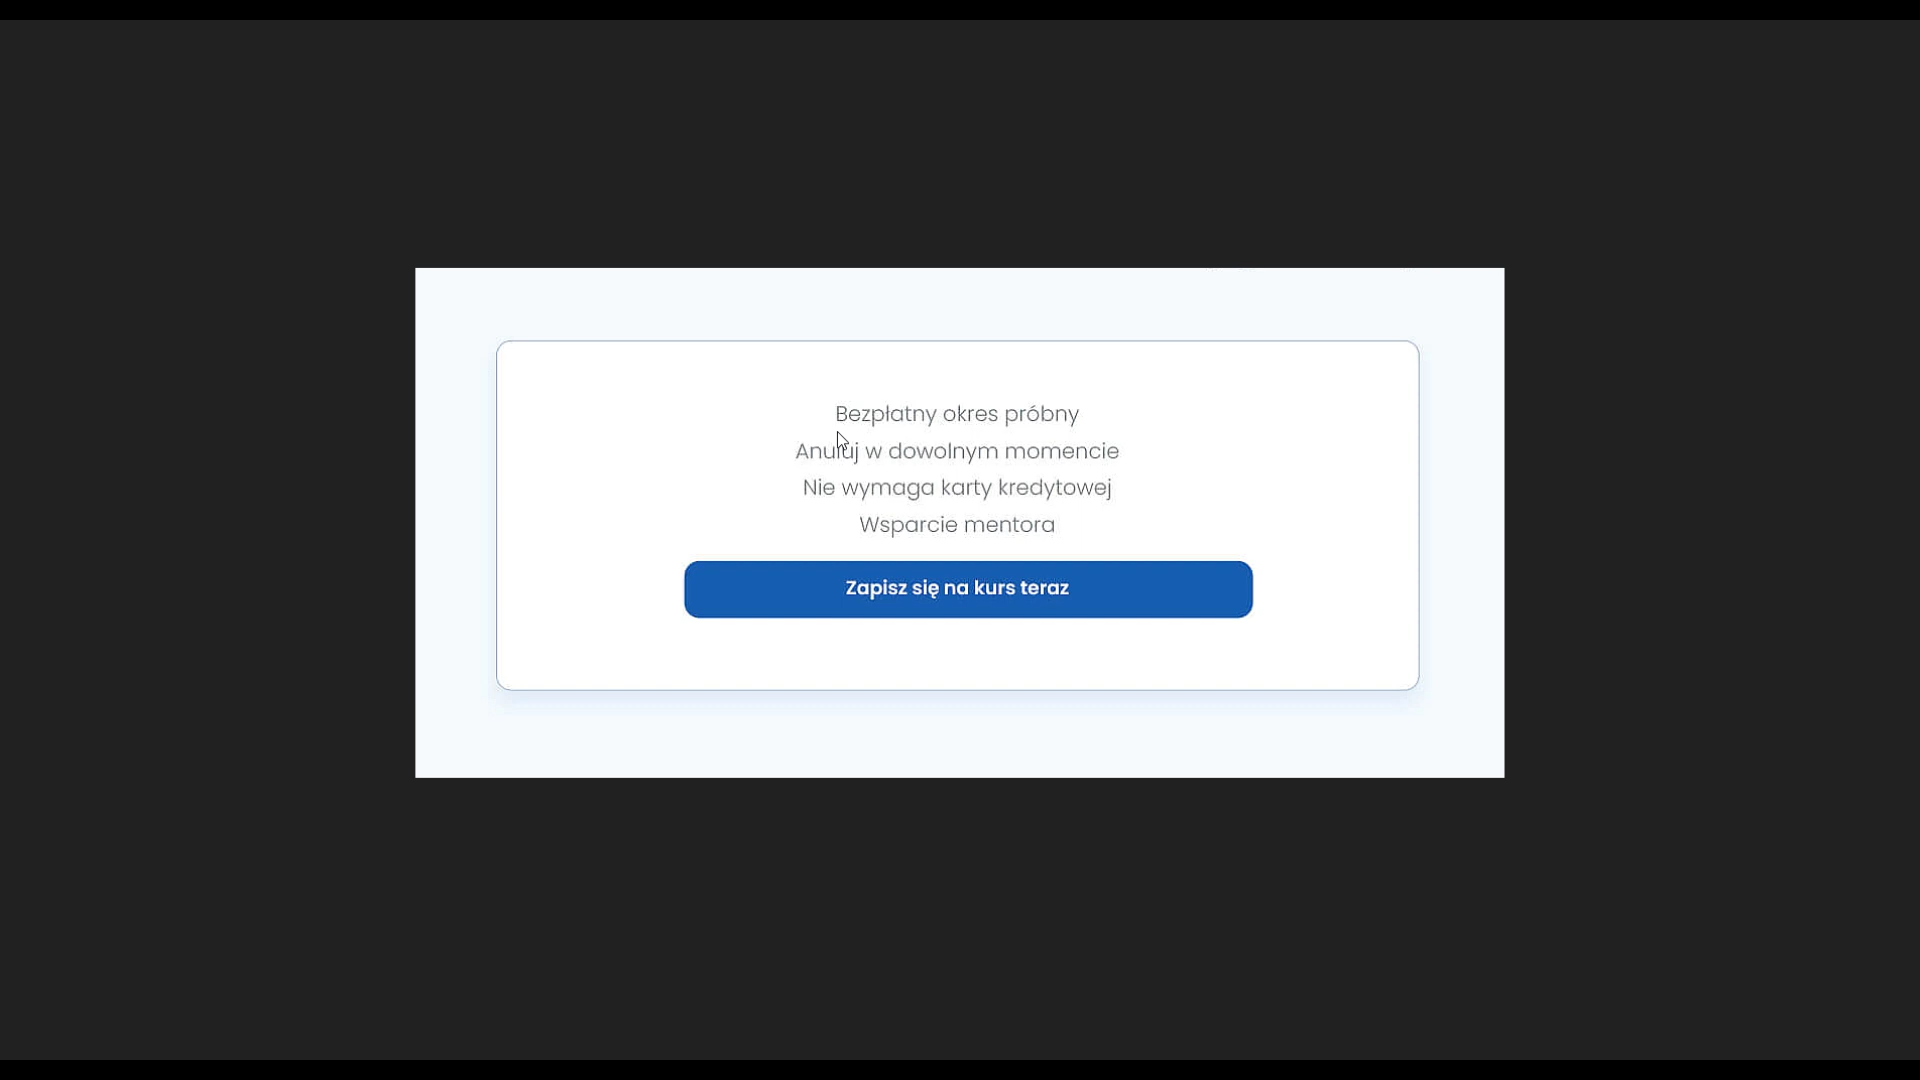 Bezpłatny okres próbny
Anuluj w dowolnym momencie
Nie wymaga karty kredytowej
Wsparcie mentora
Zapisz się na kurs teraz